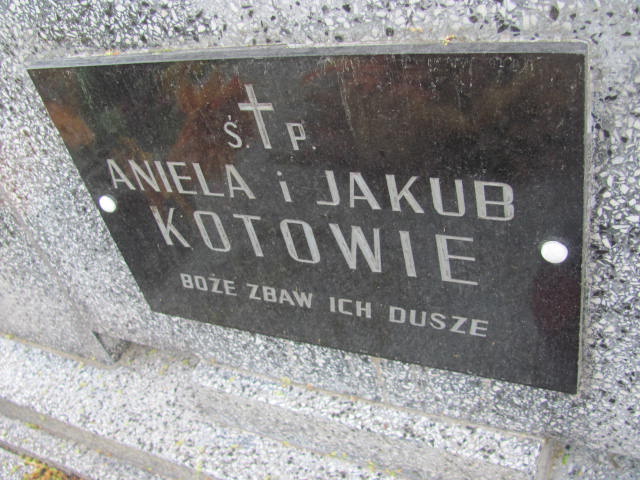 Ś. P.
ANIELA i JAKUB
KOTOWIE
BOŻE ZBAW ICH DUSZE